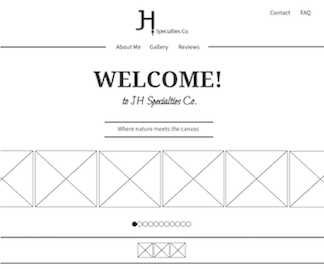 Contact FAQ
JH
Specialties Co.
About Me Gallery Reviews
WELCOME!
to JH Specialties Co.
Where nature meets the canvas